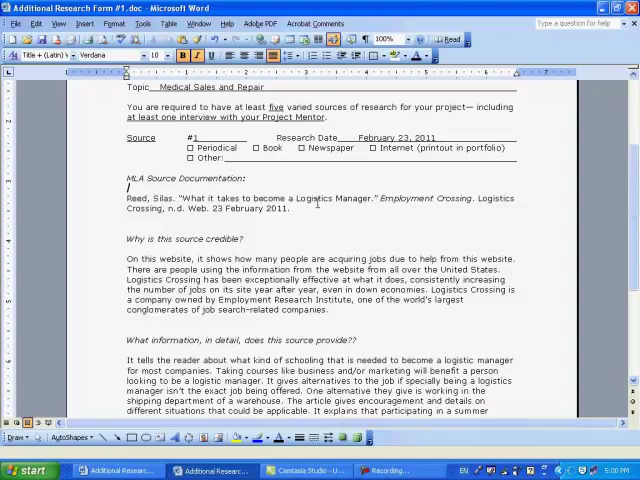 Additional Research Form #1.doc
File Edit View Insert Format Tools Table Window Help Adobe PDF Acrobat Comments Type a question for help
100% Read
Title + (Latin) Verdana 10 B I U
1 1 2 3 4 5 6 7
Topic Medical Sales and Repair
You are required to have at least five varied sources of research for your project— including
at least one interview with your Project Mentor.
Source #1 Research Date February 23, 2011
Periodical Book Newspaper Internet (printout in portfolio)
Other:
MLA Source Documentation:
Reed, Silas. “What it takes to become a Logistics Manager.” Employment Crossing. Logistics
Crossing, n.d. Web. 23 February 2011.
Why is this source credible?
On this website, it shows how many people are acquiring jobs due to help from this website.
There are people using the information from the website from all over the United States.
Logistics Crossing has been exceptionally effective at what it does, consistently increasing
the number of jobs on its site year after year, even in down economies. Logistics Crossing is
a company owned by Employment Research Institute, one of the world's largest
conglomerates of job search-related companies.
What information, in detail, does this source provide??
It tells the reader about what kind of schooling that is needed to become a logistic manager
for most companies. Taking courses like business and/or marketing will benefit a person
looking to be a logistic manager. It gives alternatives to the job if specially being a logistics
manager isn't the exact job being offered. One alternative they give is working in the
shipping department of a warehouse. The article gives encouragement and details on
different situations that could be applicable. It explains that participating in a summer
Draw AutoShapes
start Additional Researc... Additional Researc... Camtasia Studio - U... Recording... EN 5:00 PM